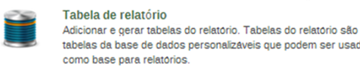 Tabela de relatório
Adicionar e gerar tabelas do relatório. Tabelas do relatório são
tabelas da base de dados personalizáveis que podem ser usad
como base para relatórios.